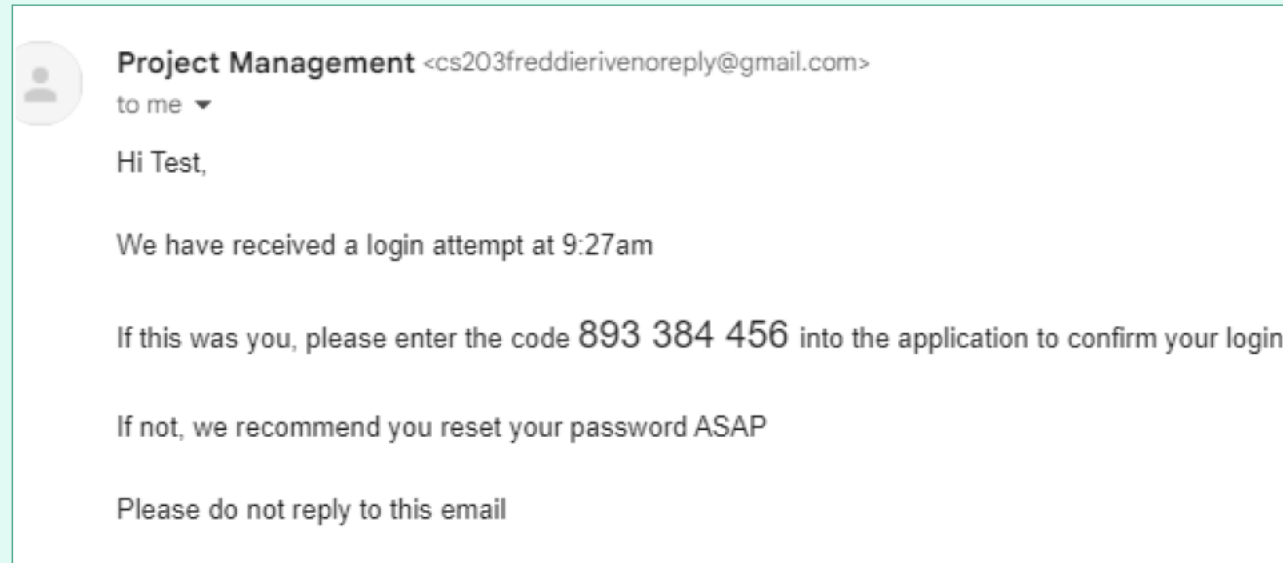 Project Management <cs203freddierivenoreply@gmail.com>
to me
Hi Test,
We have received a login attempt at 9:27am
If this was you, please enter the code 893 384 456 into the application to confirm your login
If not, we recommend you reset your password ASAP
Please do not reply to this email